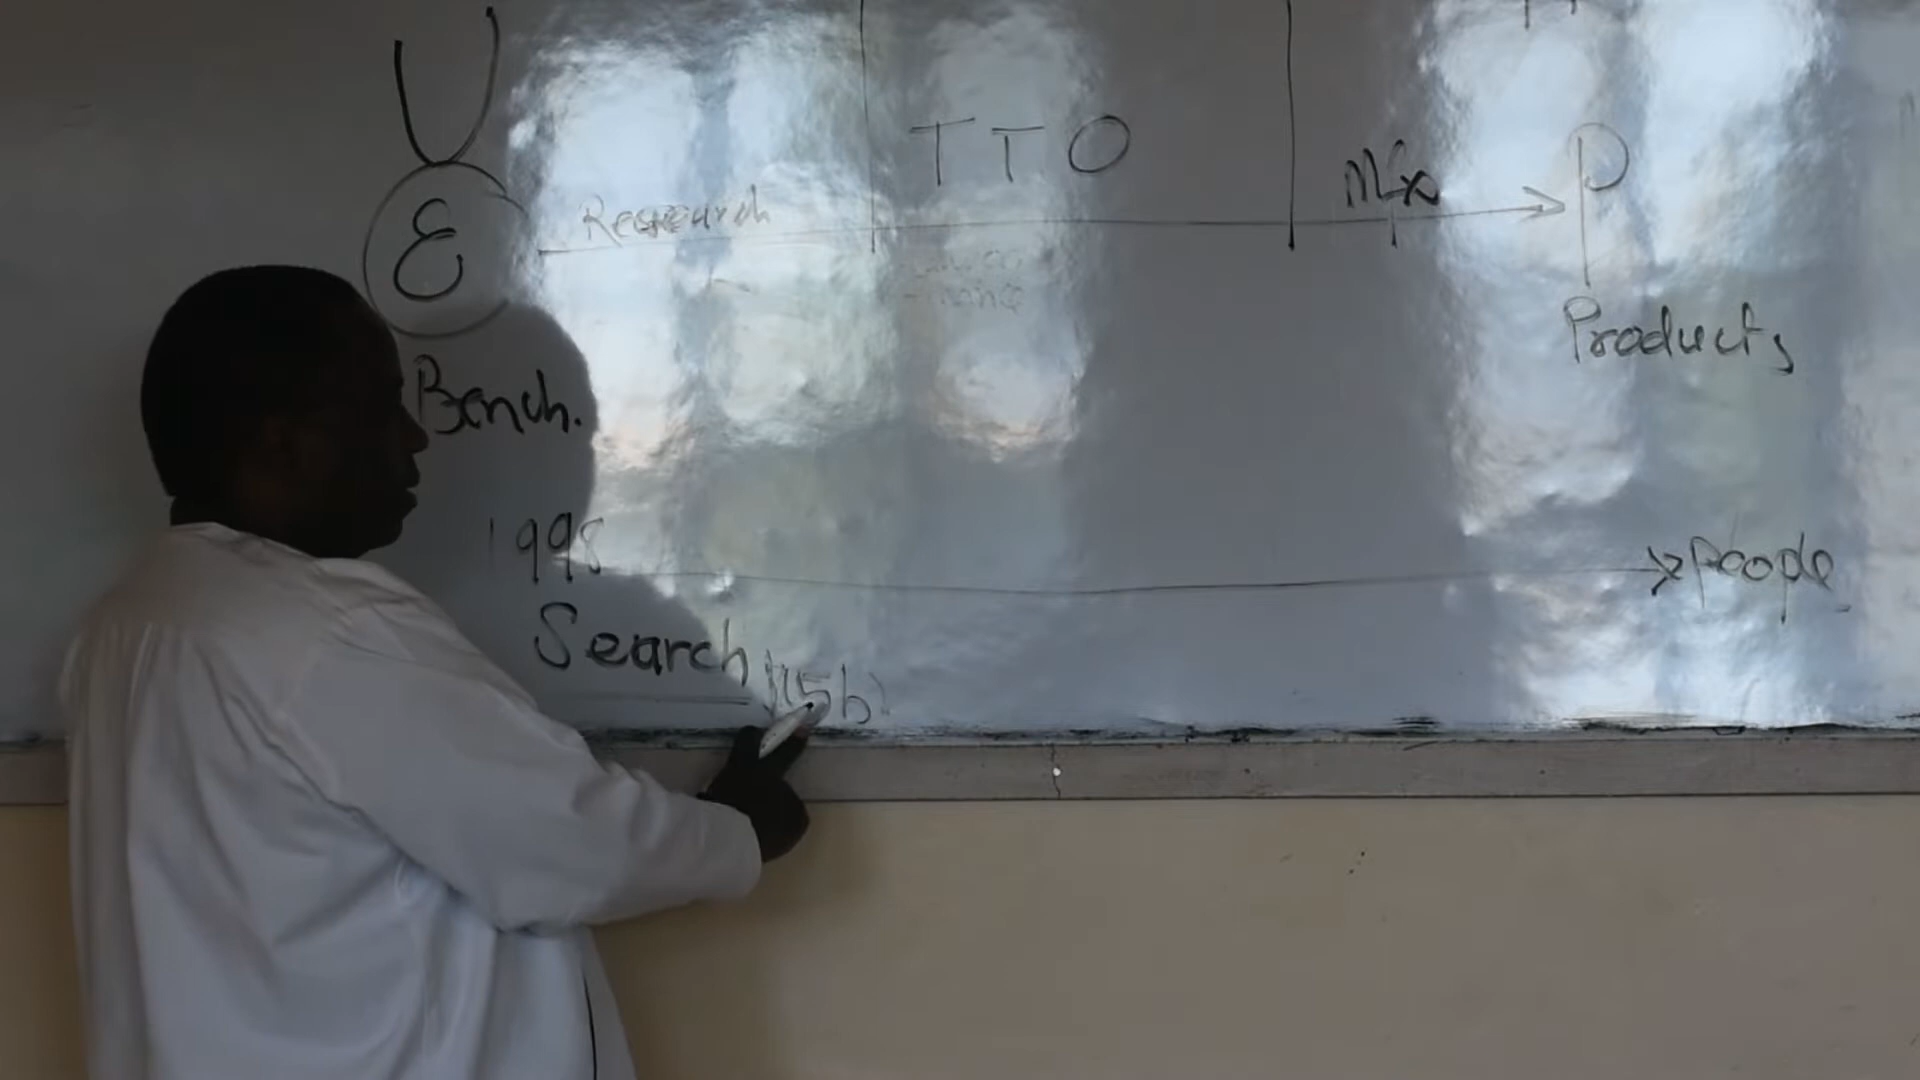 U
TTO
Mfx
P
Research
E
Products
Bench.
1998
people
Search